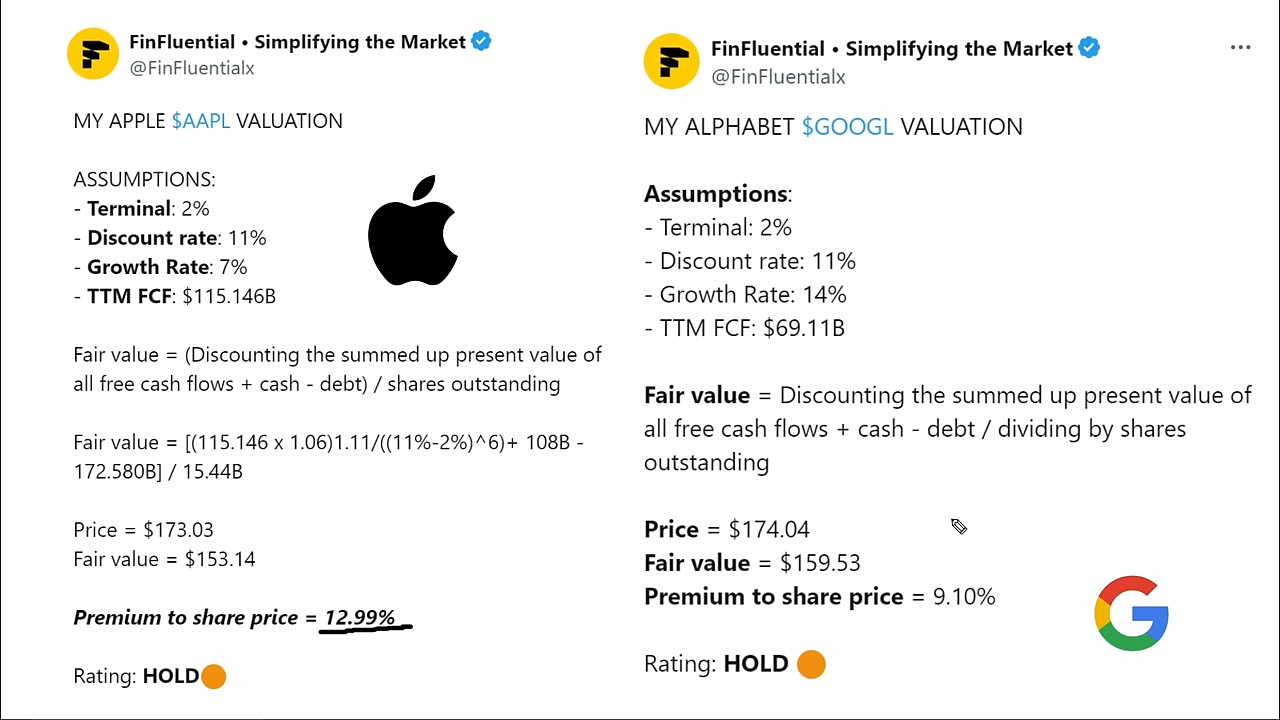 FinFluential • Simplifying the Market
@FinFluentialx
MY APPLE $AAPL VALUATION
ASSUMPTIONS:
- Terminal: 2%
- Discount rate: 11%
- Growth Rate: 7%
- TTM FCF: $115.146B
Fair value = (Discounting the summed up present value of
all free cash flows + cash - debt) / shares outstanding
Fair value = [(115.146 x 1.06)1.11/((11%-2%)^6)+ 108B -
172.580B] / 15.44B
Price = $173.03
Fair value = $153.14
Premium to share price = 12.99%
Rating: HOLD
FinFluential • Simplifying the Market
@FinFluentialx
MY ALPHABET $GOOGL VALUATION
Assumptions:
- Terminal: 2%
- Discount rate: 11%
- Growth Rate: 14%
- TTM FCF: $69.11B
Fair value = Discounting the summed up present value of
all free cash flows + cash - debt / dividing by shares
outstanding
Price = $174.04
Fair value = $159.53
Premium to share price = 9.10%
Rating: HOLD